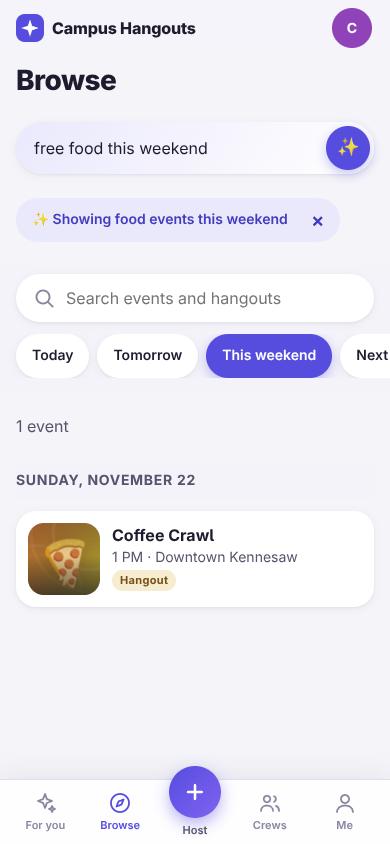 Campus Hangouts
C
Browse
free food this weekend
✨ Showing food events this weekend ×
Search events and hangouts
Today Tomorrow This weekend Next
1 event
SUNDAY, NOVEMBER 22
Coffee Crawl
1 PM · Downtown Kennesaw
Hangout
For you Browse Host Crews Me